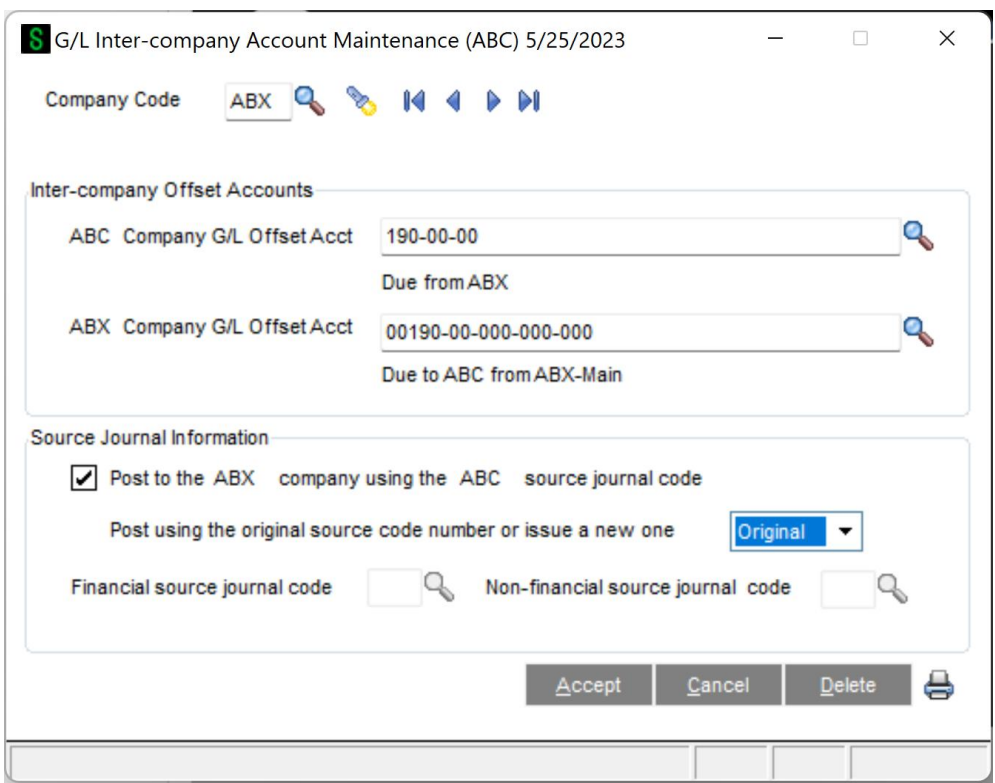 S G/L Inter-company Account Maintenance (ABC) 5/25/2023
Company Code ABX
Inter-company Offset Accounts
ABC Company G/L Offset Acct 190-00-00
Due from ABX
ABX Company G/L Offset Acct 00190-00-000-000-000
Due to ABC from ABX-Main
Source Journal Information
Post to the ABX company using the ABC source journal code
Post using the original source code number or issue a new one Original
Financial source journal code Non-financial source journal code
Accept Cancel Delete